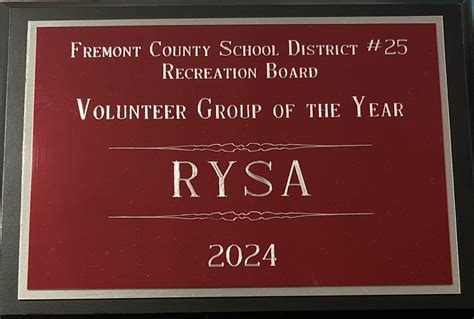 Fremont County School District #25
Recreation Board
Volunteer Group of the Year
RYSA
2024